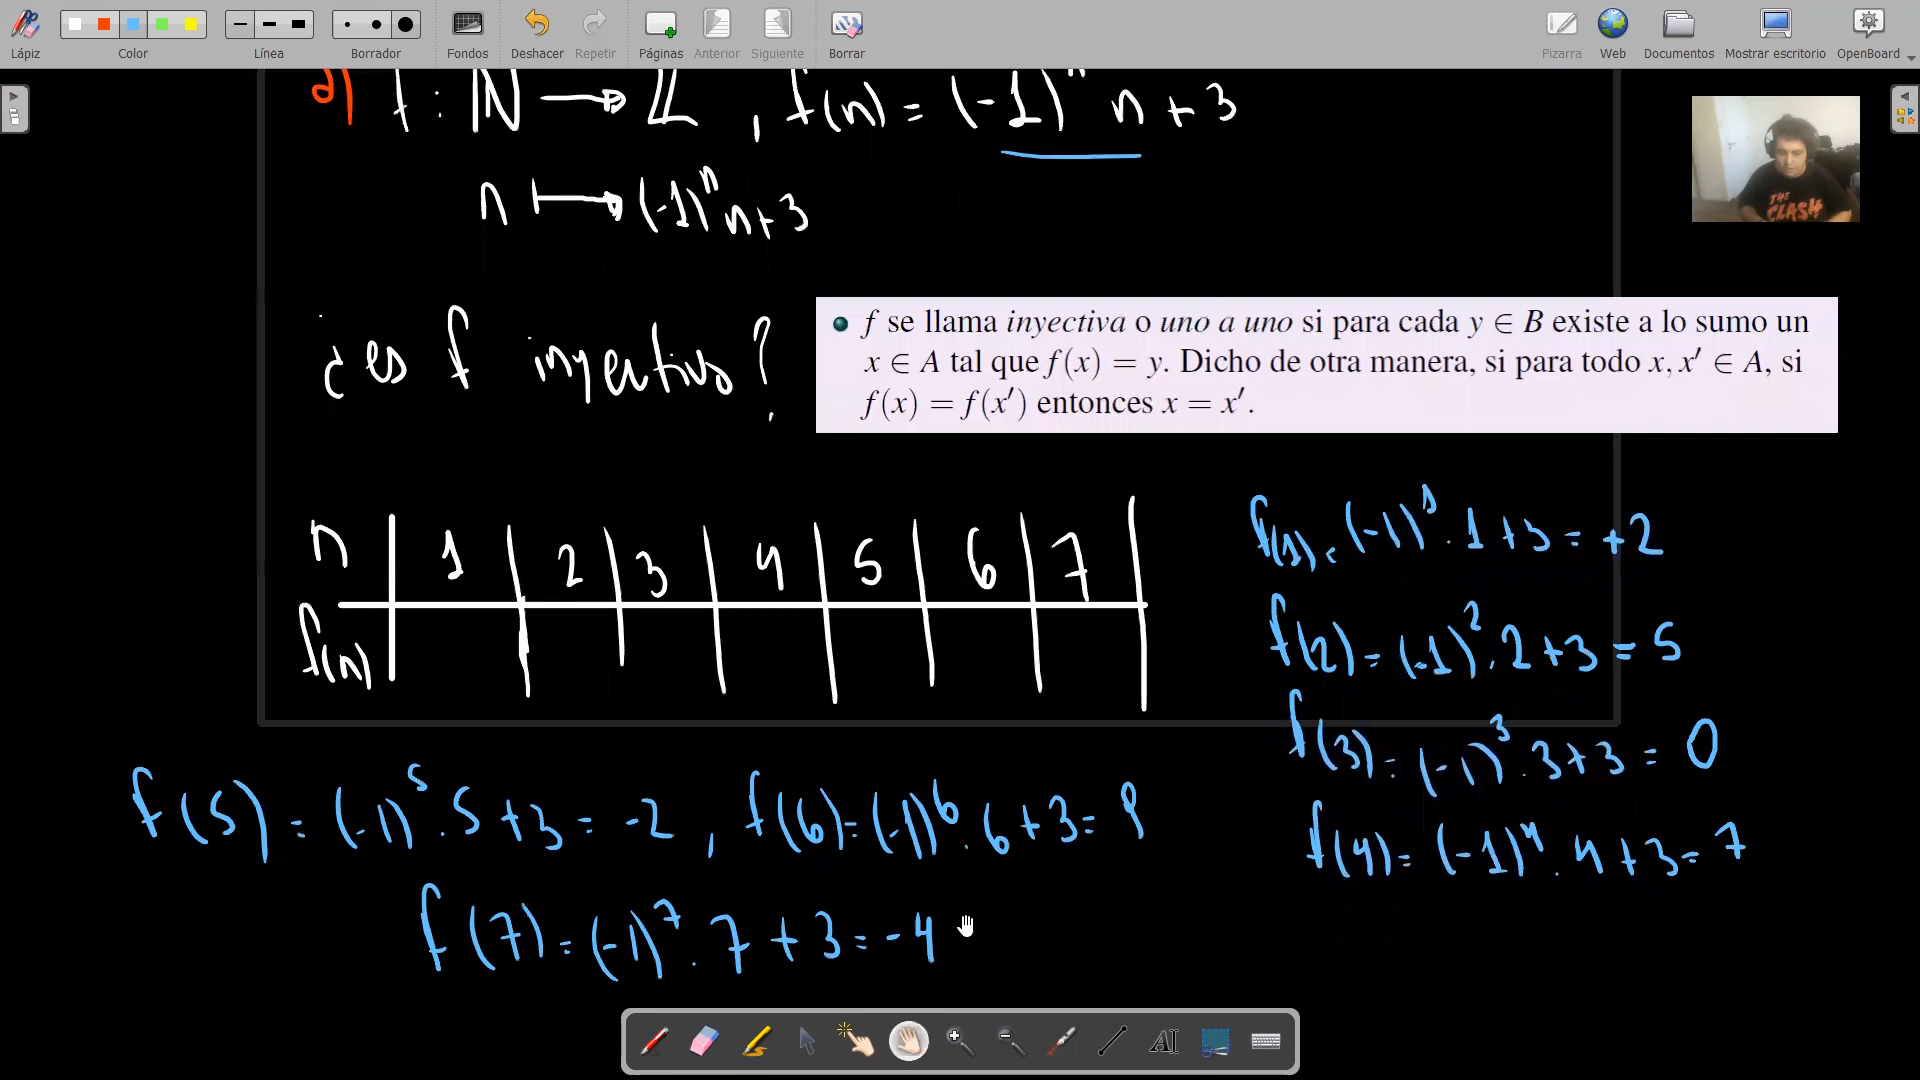 Lápiz Color Línea Borrador Fondos Deshacer Repetir Páginas Anterior Siguiente Borrar Pizarra Web Documentos Mostrar escritorio OpenBoard
a) f : ℕ → ℤ , f(n) = (-1)ⁿ n + 3
n ↦ (-1)ⁿ n + 3
THE
CLASH
¿es f inyectiva?
f se llama inyectiva o uno a uno si para cada y ∈ B existe a lo sumo un
x ∈ A tal que f(x) = y. Dicho de otra manera, si para todo x, x′ ∈ A, si
f(x) = f(x′) entonces x = x′.
n 1 2 3 4 5 6 7
f(n)
f(1) = (-1)¹ · 1 + 3 = +2
f(2) = (-1)² · 2 + 3 = 5
f(3) = (-1)³ · 3 + 3 = 0
f(4) = (-1)⁴ · 4 + 3 = 7
f(5) = (-1)⁵ · 5 + 3 = -2 , f(6) = (-1)⁶ · 6 + 3 = 9
f(7) = (-1)⁷ · 7 + 3 = -4